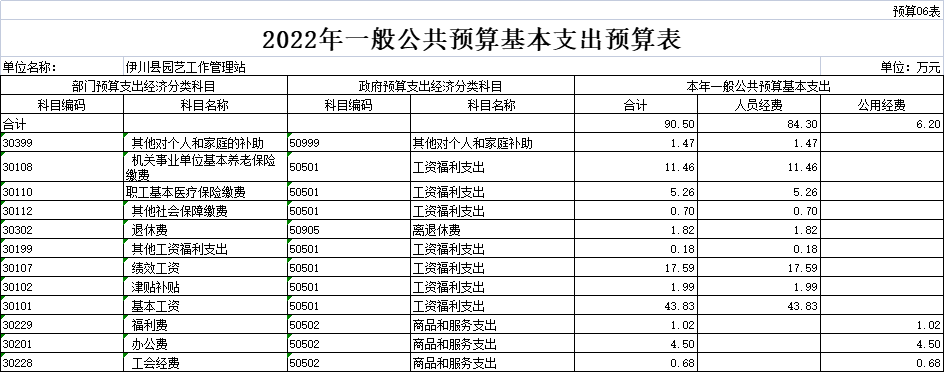 预算06表
2022年一般公共预算基本支出预算表
单位名称： 伊川县园艺工作管理站 单位：万元
部门预算支出经济分类科目 政府预算支出经济分类科目 本年一般公共预算基本支出
科目编码 科目名称 科目编码 科目名称 合计 人员经费 公用经费
合计 90.50 84.30 6.20
30399 其他对个人和家庭的补助 50999 其他对个人和家庭补助 1.47 1.47
30108 机关事业单位基本养老保险缴费 50501 工资福利支出 11.46 11.46
30110 职工基本医疗保险缴费 50501 工资福利支出 5.26 5.26
30112 其他社会保障缴费 50501 工资福利支出 0.70 0.70
30302 退休费 50905 离退休费 1.82 1.82
30199 其他工资福利支出 50501 工资福利支出 0.18 0.18
30107 绩效工资 50501 工资福利支出 17.59 17.59
30102 津贴补贴 50501 工资福利支出 1.99 1.99
30101 基本工资 50501 工资福利支出 43.83 43.83
30229 福利费 50502 商品和服务支出 1.02 1.02
30201 办公费 50502 商品和服务支出 4.50 4.50
30228 工会经费 50502 商品和服务支出 0.68 0.68